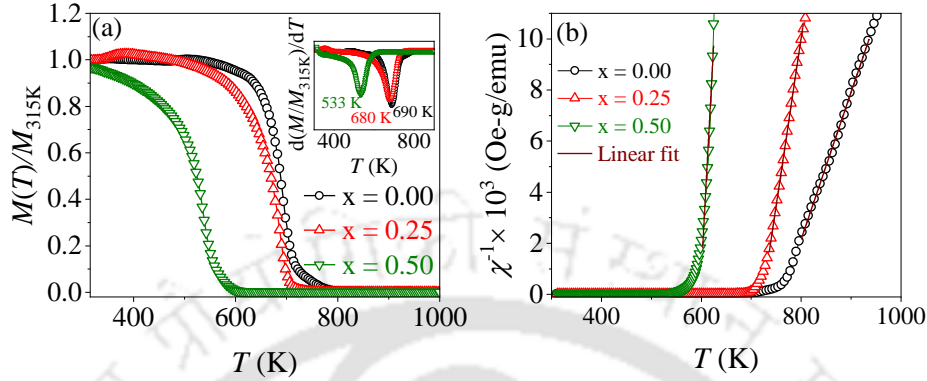 (a)
M(T)/M315K
1.2
1.0
0.8
0.6
0.4
0.2
0.0
400
600
800
1000
T (K)
d(M/M315K)/dT
533 K
680 K
690 K
400
800
T (K)
x = 0.00
x = 0.25
x = 0.50
(b)
χ⁻¹ × 10³ (Oe-g/emu)
10
8
6
4
2
0
400
600
800
1000
T (K)
x = 0.00
x = 0.25
x = 0.50
Linear fit